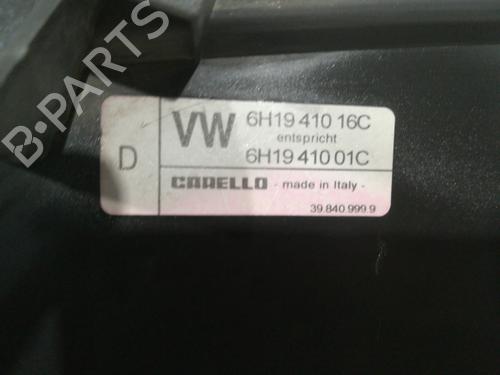 B-PARTS
VW 6H19 410 16C
entspricht
D
6H19 410 01C
CARELLO - made in Italy -
39.840.999.9